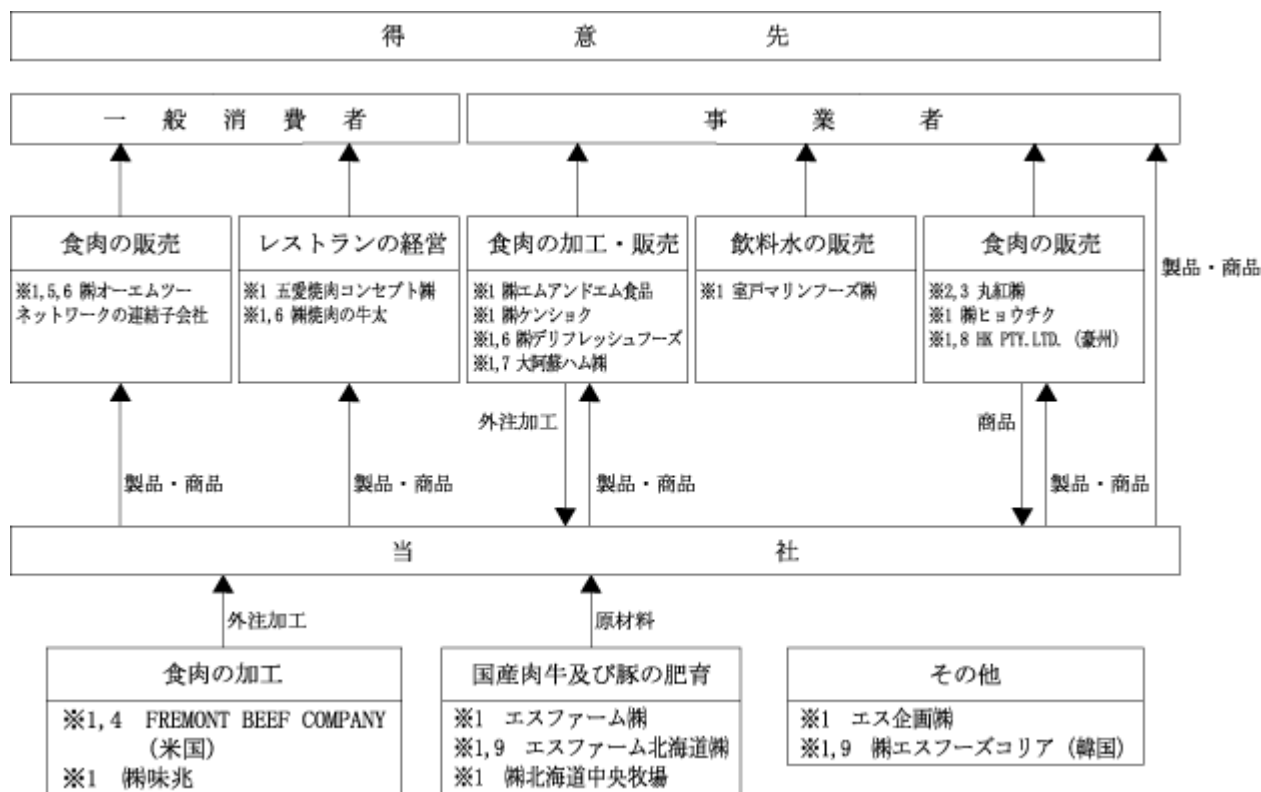 得意先
一般消費者
事業者
食肉の販売
※1,5,6 ㈱オーエムツー
ネットワークの連結子会社
レストランの経営
※1 五愛焼肉コンセプト㈱
※1,6 ㈱焼肉の牛太
食肉の加工・販売
※1 ㈱エムアンドエム食品
※1 ㈱ケンショク
※1,6 ㈱デリフレッシュフーズ
※1,7 大阿蘇ハム㈱
飲料水の販売
※1 室戸マリンフーズ㈱
食肉の販売
※2,3 丸紅㈱
※1 ㈱ヒョウチク
※1,8 HK PTY.LTD. (豪州)
製品・商品
外注加工
商品
製品・商品
製品・商品
製品・商品
製品・商品
当社
外注加工
原材料
食肉の加工
※1,4 FREMONT BEEF COMPANY
(米国)
※1 ㈱味兆
国産肉牛及び豚の肥育
※1 エスファーム㈱
※1,9 エスファーム北海道㈱
※1 ㈱北海道中央牧場
その他
※1 エス企画㈱
※1,9 ㈱エスフーズコリア (韓国)